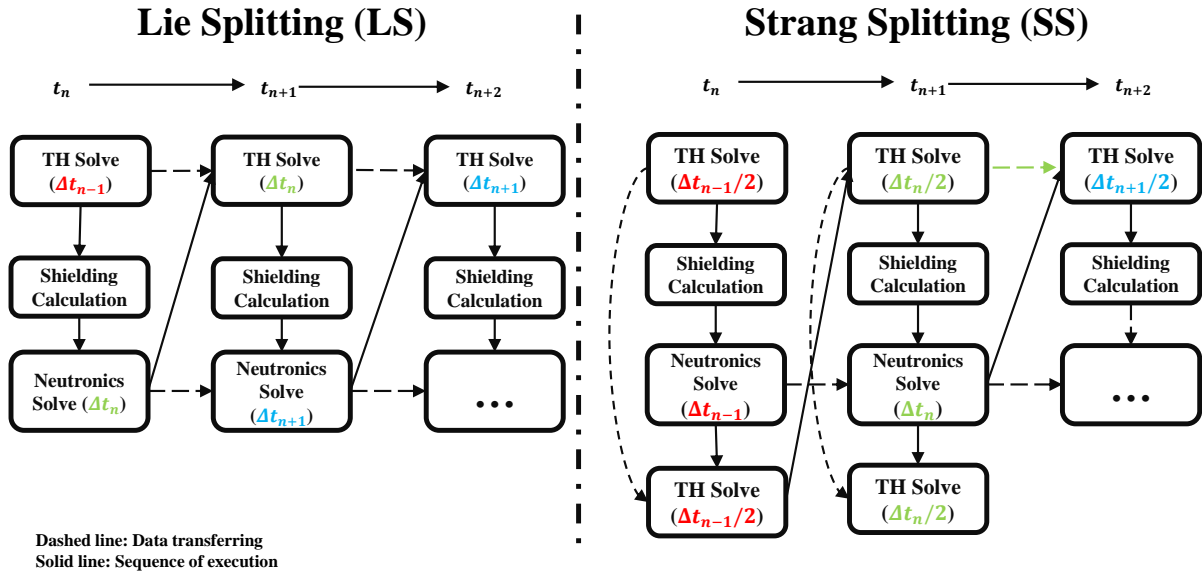 Lie Splitting (LS)
t_n
t_{n+1}
t_{n+2}
TH Solve
(Δt_{n-1})
TH Solve
(Δt_n)
TH Solve
(Δt_{n+1})
Shielding
Calculation
Shielding
Calculation
Shielding
Calculation
Neutronics
Solve (Δt_n)
Neutronics
Solve
(Δt_{n+1})
...
Dashed line: Data transferring
Solid line: Sequence of execution
Strang Splitting (SS)
t_n
t_{n+1}
t_{n+2}
TH Solve
(Δt_{n-1}/2)
TH Solve
(Δt_n/2)
TH Solve
(Δt_{n+1}/2)
Shielding
Calculation
Shielding
Calculation
Shielding
Calculation
Neutronics
Solve
(Δt_{n-1})
Neutronics
Solve
(Δt_n)
...
TH Solve
(Δt_{n-1}/2)
TH Solve
(Δt_n/2)